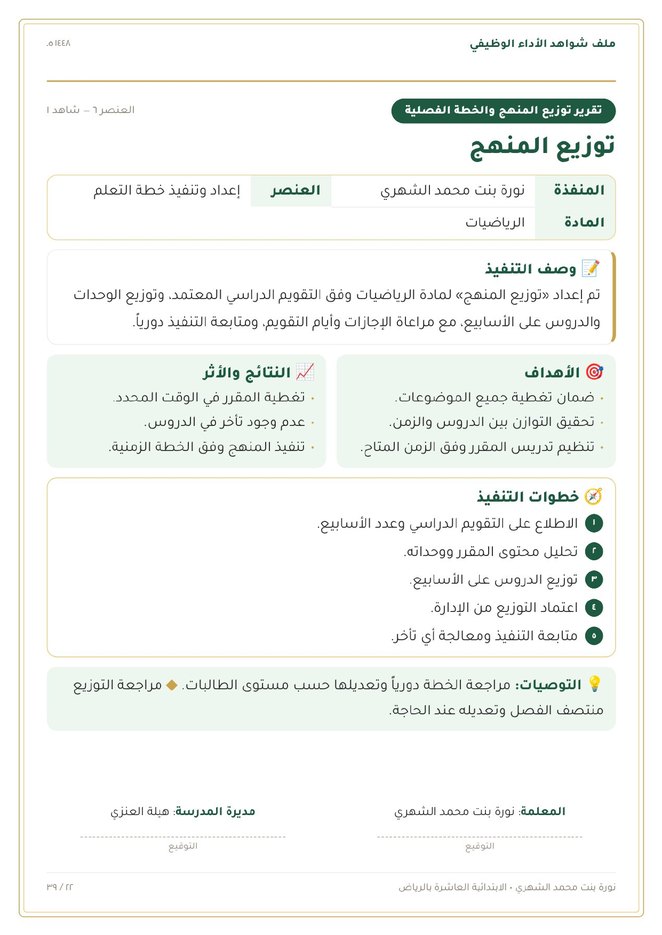 ملف شواهد الأداء الوظيفي
١٤٤٨هـ
تقرير توزيع المنهج والخطة الفصلية
العنصر ٦ – شاهد ١
توزيع المنهج
المنفذة نورة بنت محمد الشهري العنصر إعداد وتنفيذ خطة التعلم
المادة الرياضيات
وصف التنفيذ
تم إعداد «توزيع المنهج» لمادة الرياضيات وفق التقويم الدراسي المعتمد، وتوزيع الوحدات
والدروس على الأسابيع، مع مراعاة الإجازات وأيام التقويم، ومتابعة التنفيذ دورياً.
الأهداف
• ضمان تغطية جميع الموضوعات.
• تحقيق التوازن بين الدروس والزمن.
• تنظيم تدريس المقرر وفق الزمن المتاح.
النتائج والأثر
• تغطية المقرر في الوقت المحدد.
• عدم وجود تأخر في الدروس.
• تنفيذ المنهج وفق الخطة الزمنية.
خطوات التنفيذ
١ الاطلاع على التقويم الدراسي وعدد الأسابيع.
٢ تحليل محتوى المقرر ووحداته.
٣ توزيع الدروس على الأسابيع.
٤ اعتماد التوزيع من الإدارة.
٥ متابعة التنفيذ ومعالجة أي تأخر.
التوصيات: مراجعة الخطة دورياً وتعديلها حسب مستوى الطالبات. ◆ مراجعة التوزيع
منتصف الفصل وتعديله عند الحاجة.
المعلمة: نورة بنت محمد الشهري
التوقيع
مديرة المدرسة: هيلة العنزي
التوقيع
نورة بنت محمد الشهري • الابتدائية العاشرة بالرياض
٢٢ / ٣٩